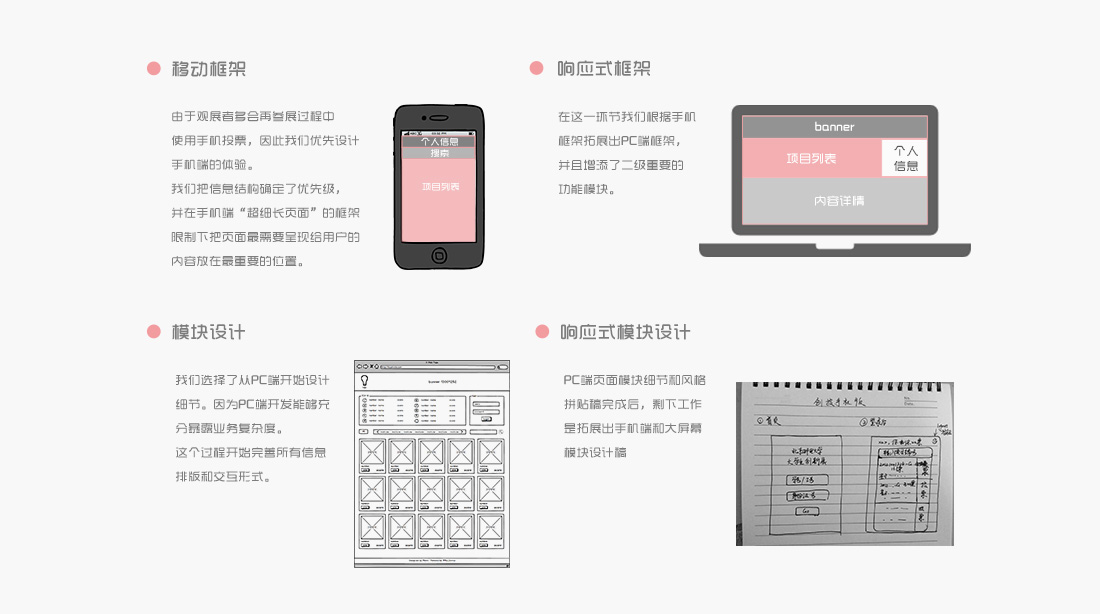 移动框架
由于观展者多会再参展过程中
使用手机投票，因此我们优先设计
手机端的体验。
我们把信息结构确定了优先级，
并在手机端“超细长页面”的框架
限制下把页面最需要呈现给用户的
内容放在最重要的位置。
个人信息
搜索
项目列表
响应式框架
在这一环节我们根据手机
框架拓展出PC端框架，
并且增添了二级重要的
功能模块。
banner
项目列表
个人
信息
内容详情
模块设计
我们选择了从PC端开始设计
细节。因为PC端开发能够充
分暴露业务复杂度。
这个过程开始完善所有信息
排版和交互形式。
响应式模块设计
PC端页面模块细节和风格
拼贴稿完成后，剩下工作
是拓展出手机端和大屏幕
模块设计稿
①首页
②登录后
Go